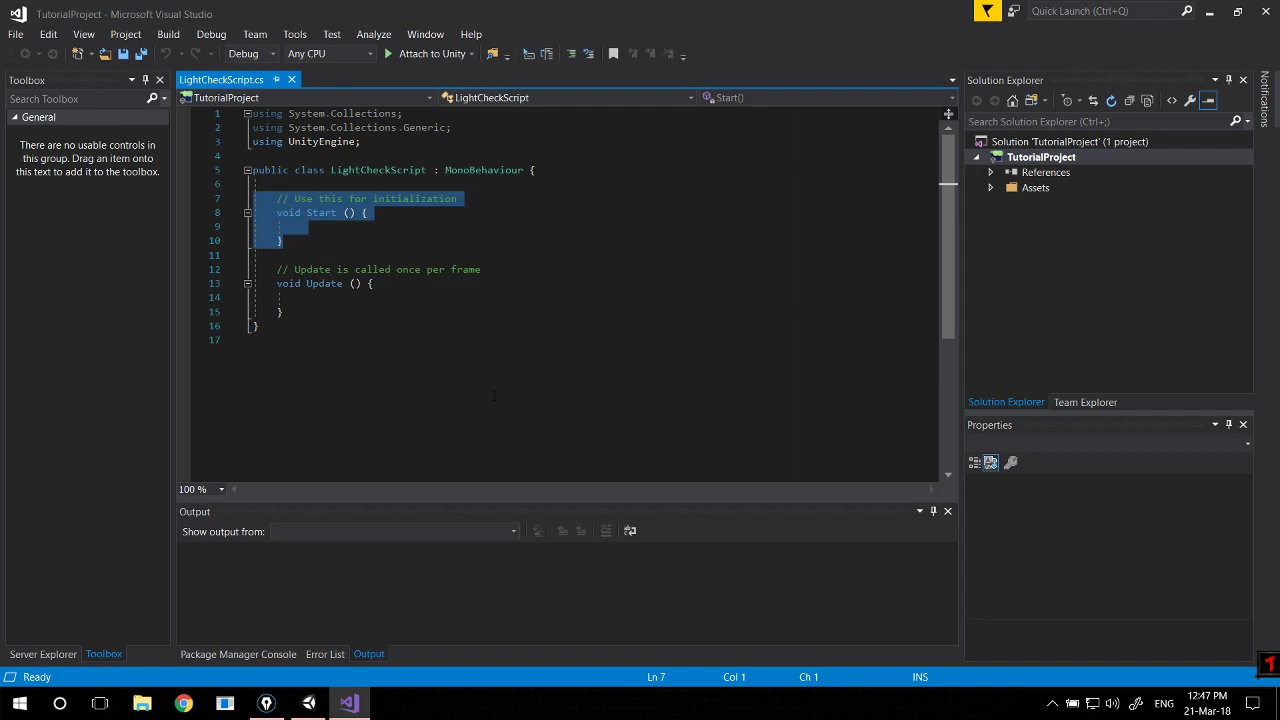 TutorialProject - Microsoft Visual Studio
Quick Launch (Ctrl+Q)
File Edit View Project Build Debug Team Tools Test Analyze Window Help
Debug Any CPU Attach to Unity
Toolbox
Search Toolbox
General
There are no usable controls in
this group. Drag an item onto
this text to add it to the toolbox.
LightCheckScript.cs
TutorialProject LightCheckScript Start()
1 using System.Collections;
2 using System.Collections.Generic;
3 using UnityEngine;
4
5 public class LightCheckScript : MonoBehaviour {
6
7 // Use this for initialization
8 void Start () {
9
10 }
11
12 // Update is called once per frame
13 void Update () {
14
15 }
16 }
17
100 %
Output
Show output from:
Solution Explorer
Search Solution Explorer (Ctrl+;)
Solution 'TutorialProject' (1 project)
TutorialProject
References
Assets
Solution Explorer Team Explorer
Properties
Notifications
Server Explorer Toolbox
Package Manager Console Error List Output
Ready Ln 7 Col 1 Ch 1 INS
1
ENG
12:47 PM
21-Mar-18